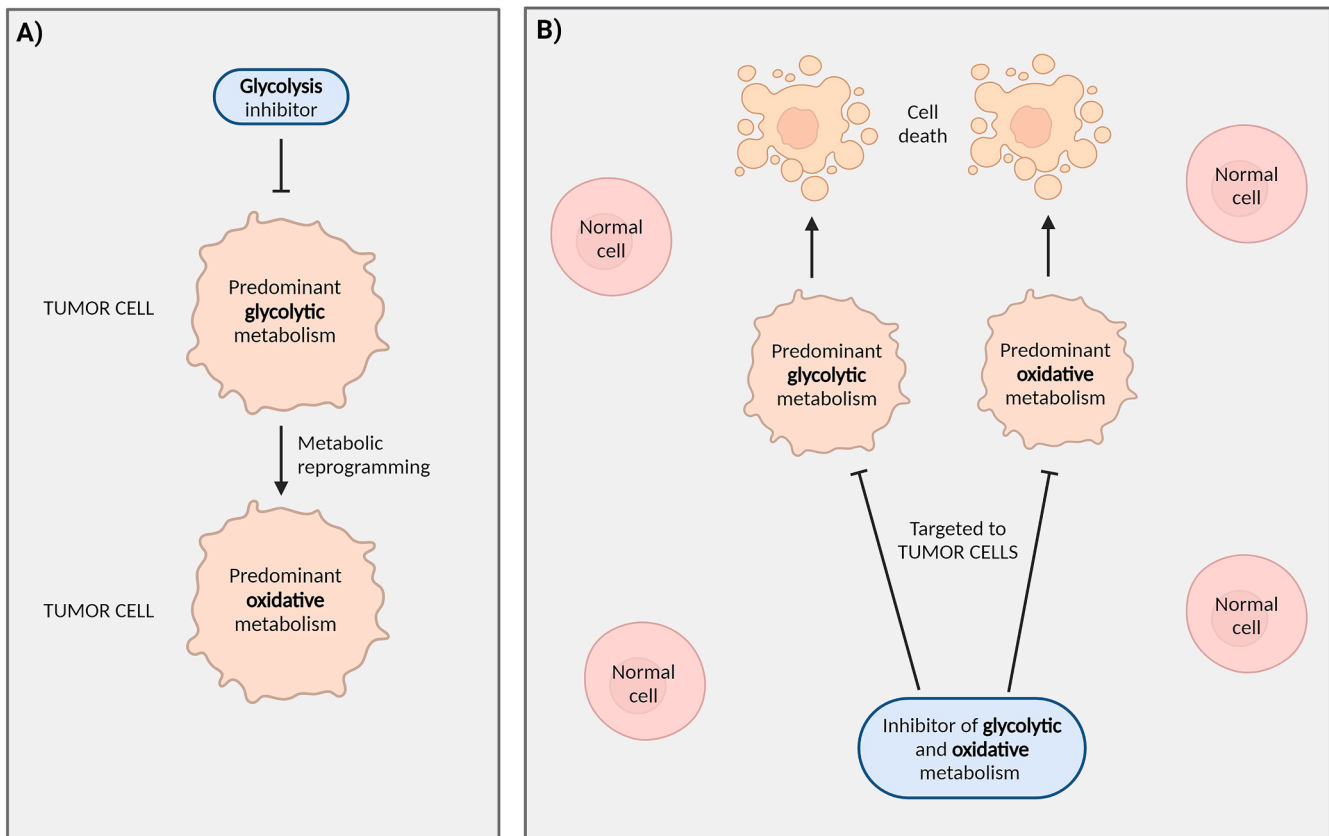 A)
Glycolysis
inhibitor
TUMOR CELL
Predominant
glycolytic
metabolism
Metabolic
reprogramming
TUMOR CELL
Predominant
oxidative
metabolism
B)
Cell
death
Normal
cell
Normal
cell
Predominant
glycolytic
metabolism
Predominant
oxidative
metabolism
Targeted to
TUMOR CELLS
Normal
cell
Normal
cell
Inhibitor of glycolytic
and oxidative
metabolism